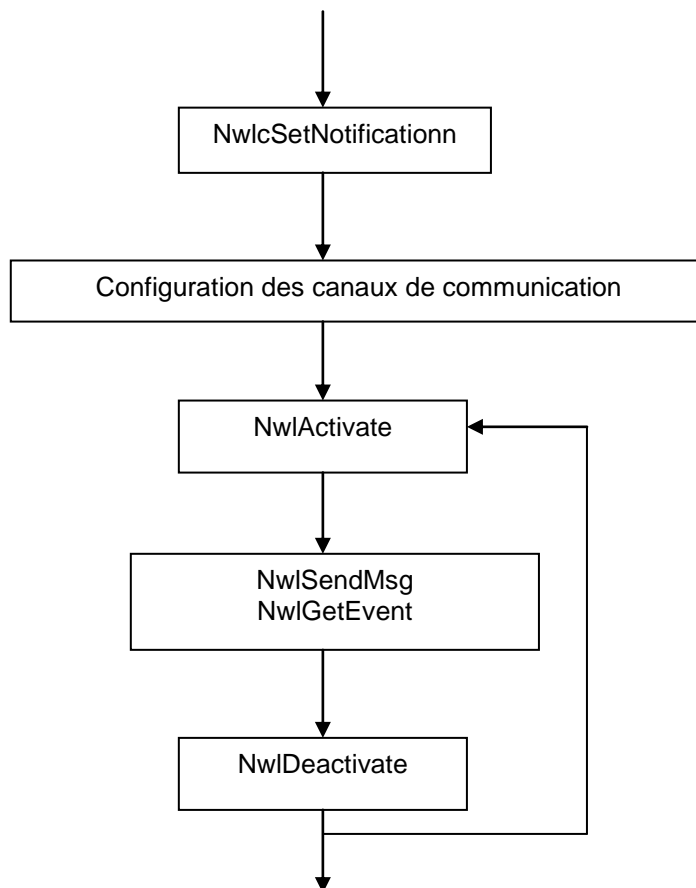 NwlcSetNotificationn
Configuration des canaux de communication
NwlActivate
NwlSendMsg
NwlGetEvent
NwlDeactivate